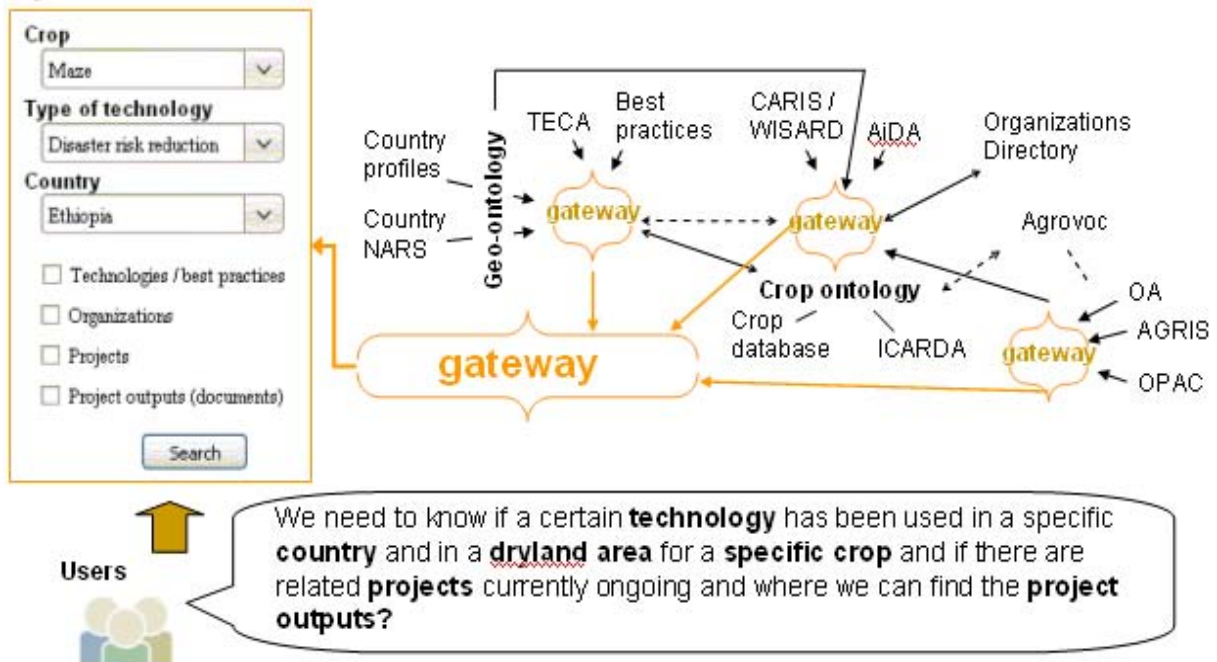 Crop
Maze
Type of technology
Disaster risk reduction
Country
Ethiopia
Technologies / best practices
Organizations
Projects
Project outputs (documents)
Search
Country
profiles
Country
NARS
Geo-ontology
TECA
Best
practices
gateway
CARIS /
WISARD
AiDA
Organizations
Directory
gateway
Agrovoc
Crop ontology
Crop
database
ICARDA
OA
AGRIS
OPAC
gateway
gateway
Users
We need to know if a certain technology has been used in a specific
country and in a dryland area for a specific crop and if there are
related projects currently ongoing and where we can find the project
outputs?